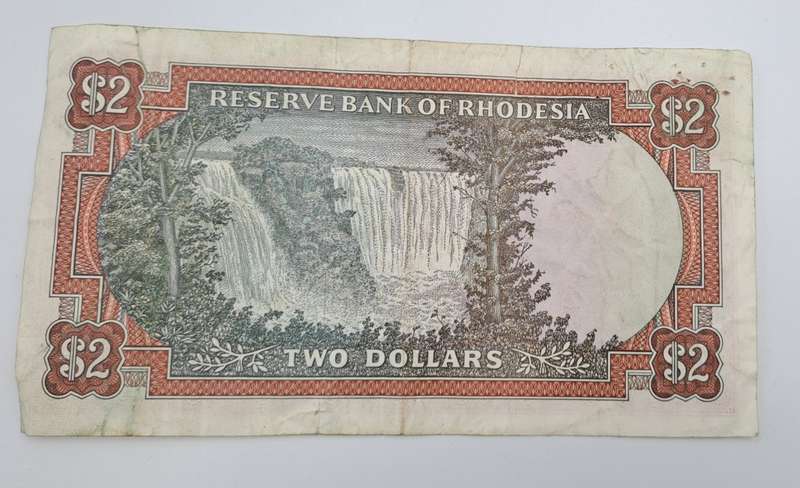 $2 $2
RESERVE BANK OF RHODESIA
TWO DOLLARS
$2 $2